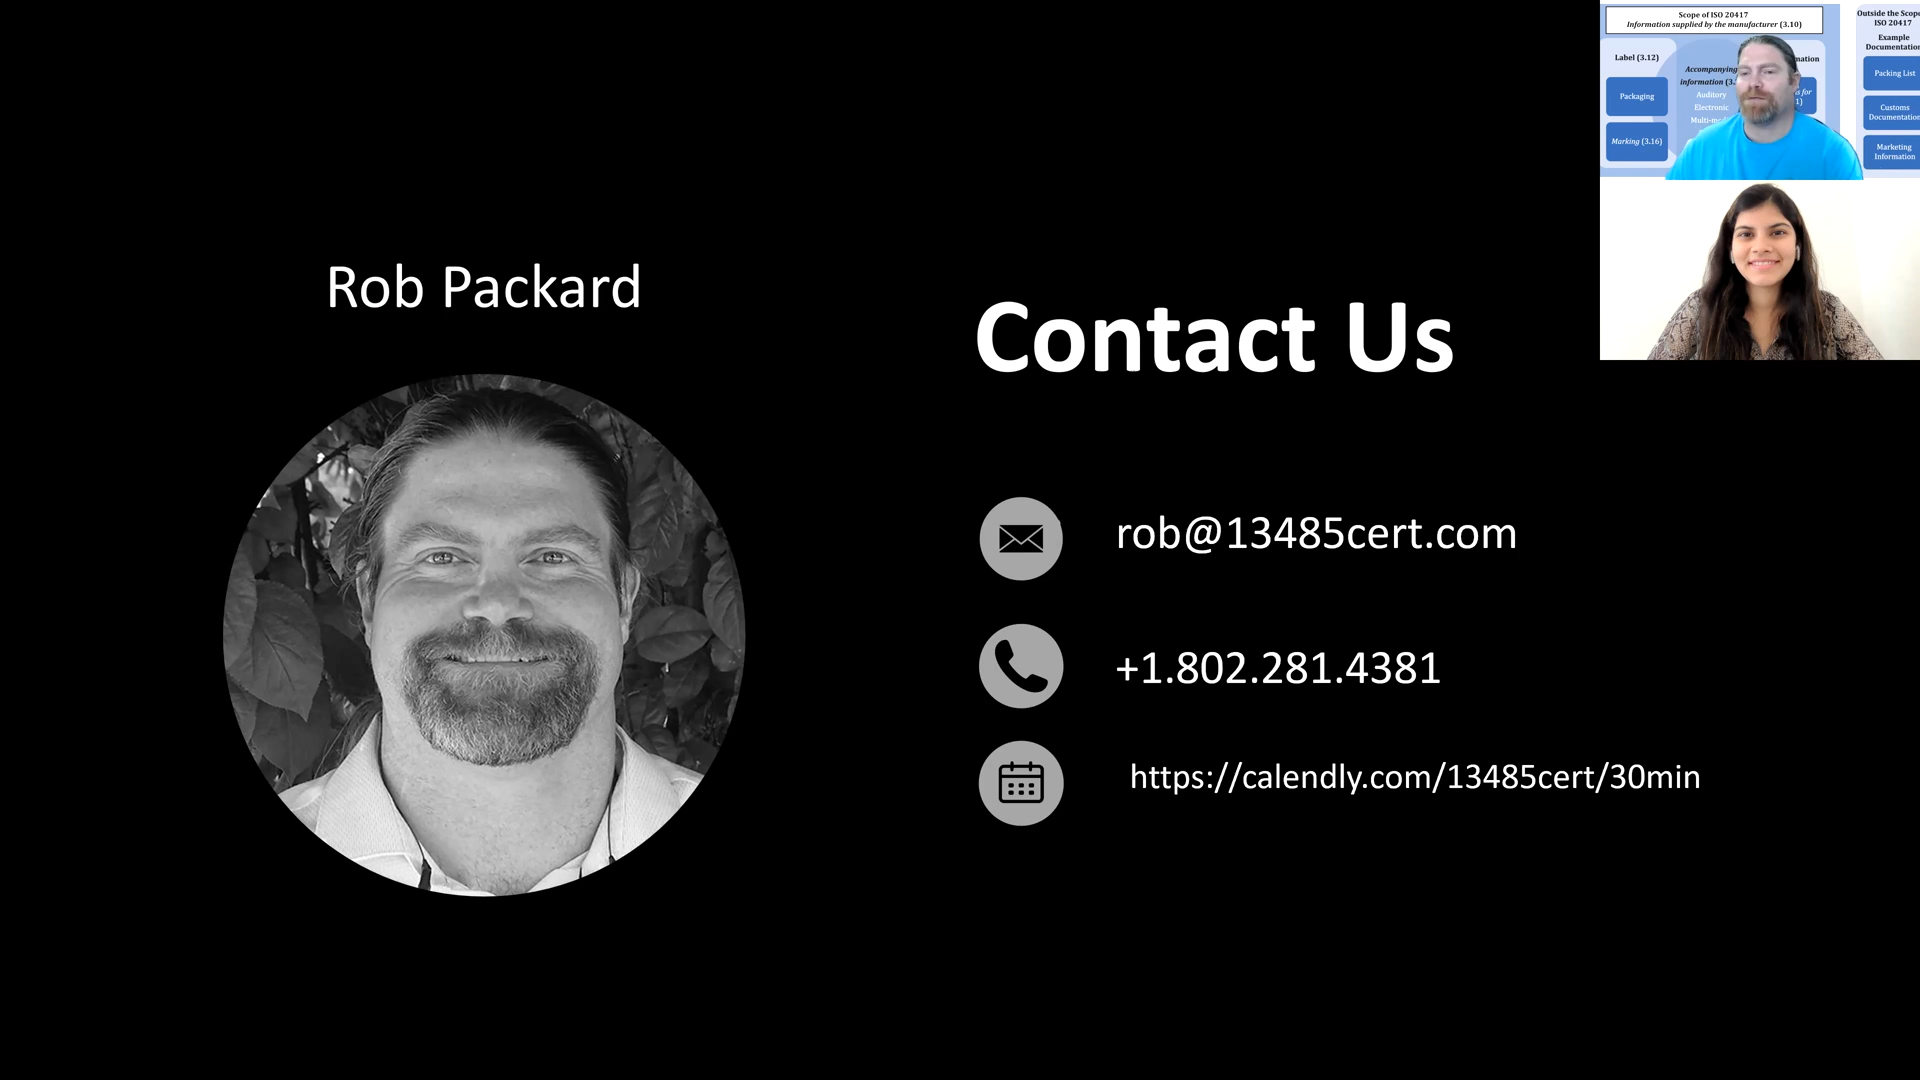 Rob Packard
Contact Us
rob@13485cert.com
+1.802.281.4381
https://calendly.com/13485cert/30min
Scope of ISO 20417
Information supplied by the manufacturer (3.10)
Label (3.12)
Packaging
Marking (3.16)
Accompanying
information
Auditory
Electronic
Outside the
ISO 20417
Example
Packing List
Customs
Marketing
Information